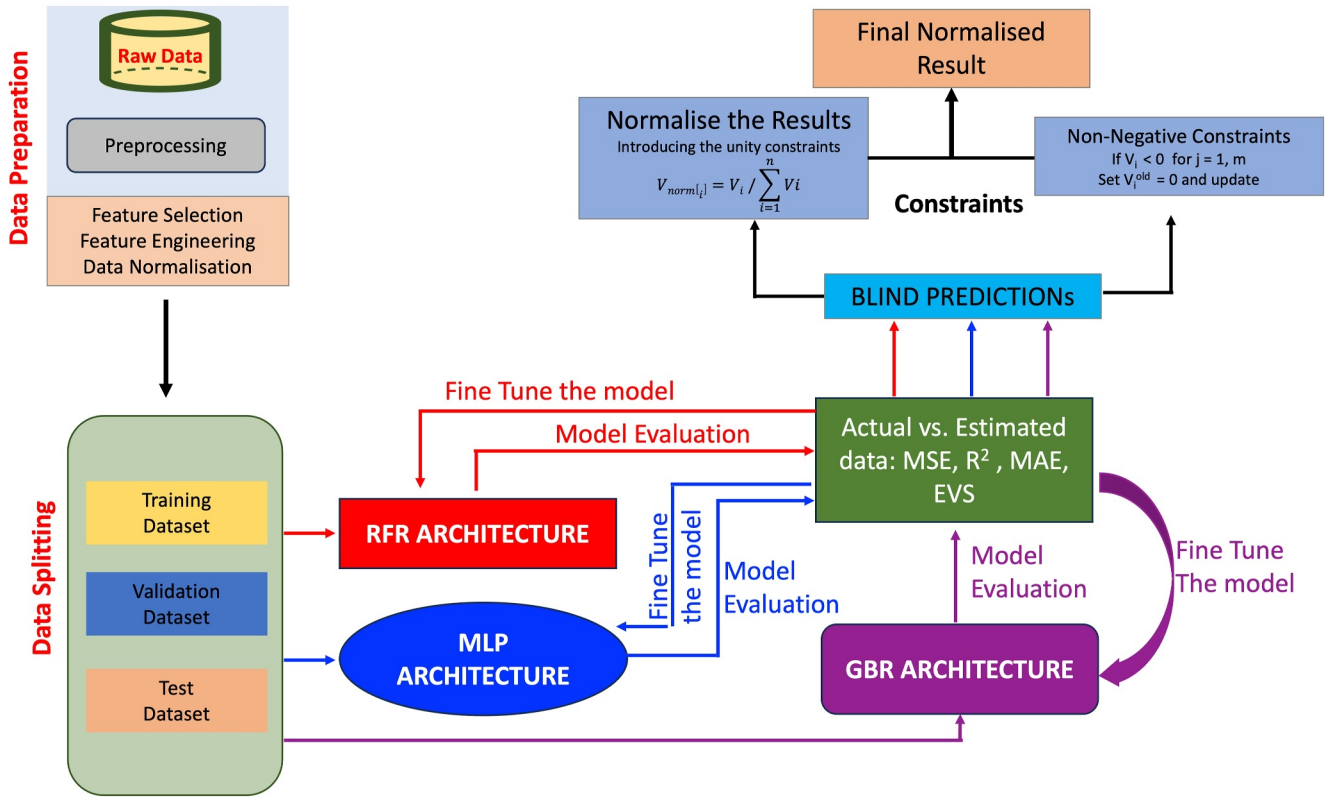 Data Preparation
Raw Data
Preprocessing
Feature Selection
Feature Engineering
Data Normalisation
Data Splitting
Training
Dataset
Validation
Dataset
Test
Dataset
Final Normalised
Result
Normalise the Results
Introducing the unity constraints
V_{norm[_i]} = V_i / \sum_{i=1}^{n} Vi
Non-Negative Constraints
If V_i < 0 for j = 1, m
Set V_i^{old} = 0 and update
Constraints
BLIND PREDICTIONs
Fine Tune the model
Model Evaluation
Actual vs. Estimated
data: MSE, R², MAE,
EVS
RFR ARCHITECTURE
Fine Tune
the model
Model
Evaluation
MLP
ARCHITECTURE
Model
Evaluation
Fine Tune
The model
GBR ARCHITECTURE